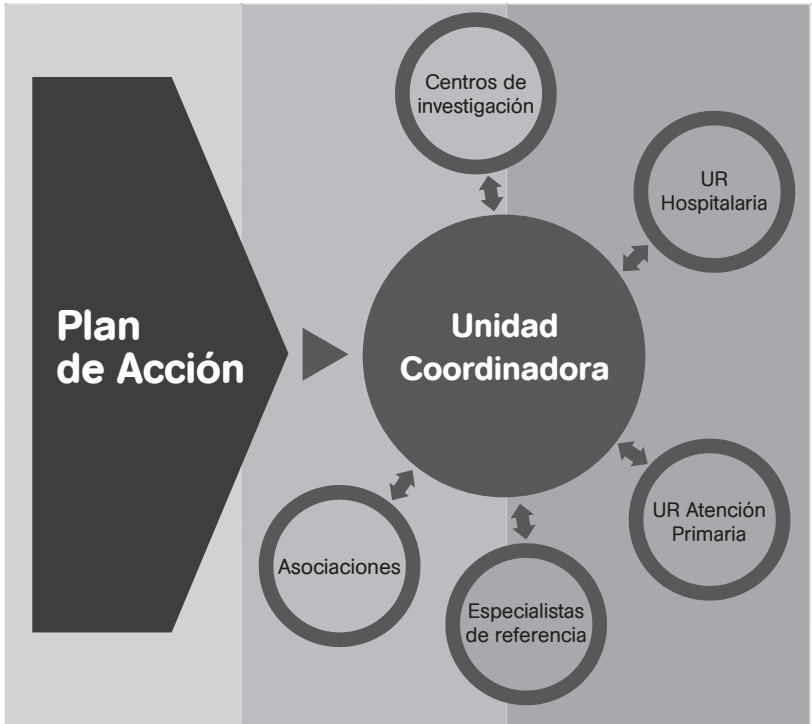 Centros de
investigación
UR
Hospitalaria
Plan
de Acción
Unidad
Coordinadora
UR Atención
Primaria
Asociaciones
Especialistas
de referencia